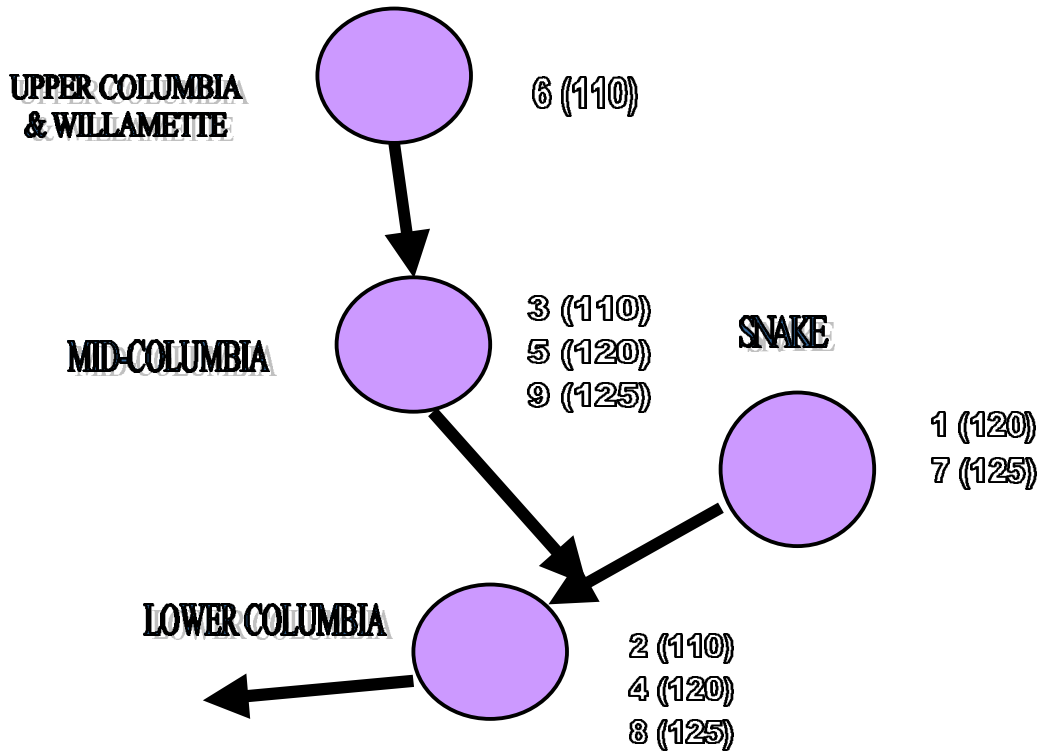 UPPER COLUMBIA
& WILLAMETTE
6 (110)
MID-COLUMBIA
3 (110)
5 (120)
9 (125)
SNAKE
1 (120)
7 (125)
LOWER COLUMBIA
2 (110)
4 (120)
8 (125)